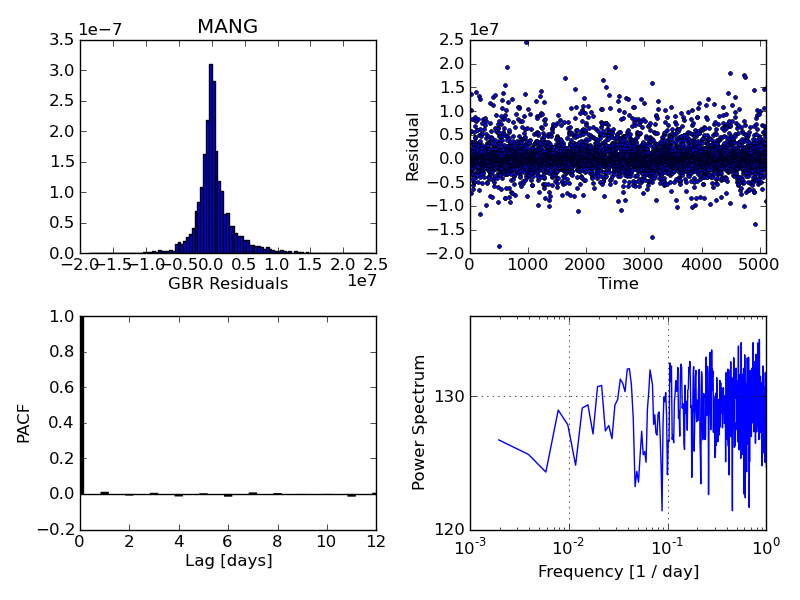 MANG
1e−7
3.5
3.0
2.5
2.0
1.5
1.0
0.5
0.0
−2.0 −1.5 −1.0 −0.5 0.0 0.5 1.0 1.5 2.0 2.5
1e7
GBR Residuals
1e7
2.5
2.0
1.5
1.0
0.5
0.0
−0.5
−1.0
−1.5
−2.0
Residual
0 1000 2000 3000 4000 5000
Time
1.0
0.8
0.6
0.4
0.2
0.0
−0.2
PACF
0 2 4 6 8 10 12
Lag [days]
130
120
Power Spectrum
10^-3 10^-2 10^-1 10^0
Frequency [1 / day]